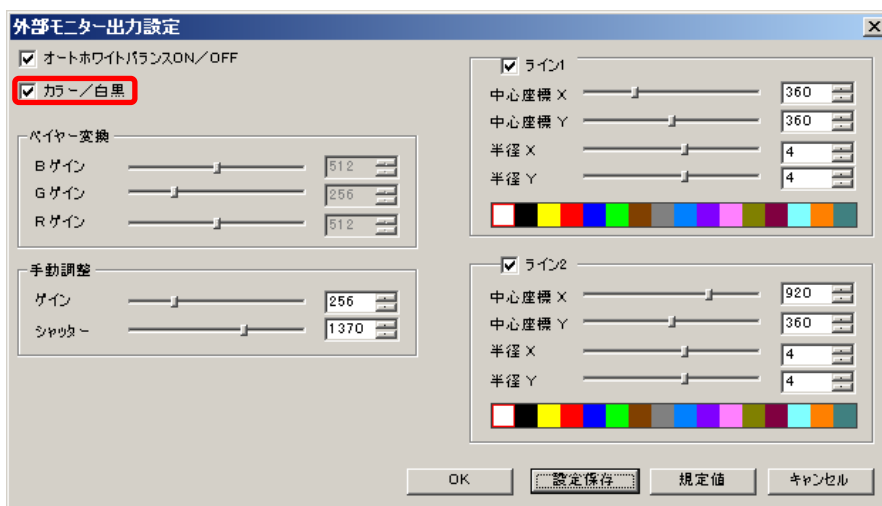 外部モニター出力設定
オートホワイトバランスON／OFF
カラー／白黒
ベイヤー変換
Bゲイン 512
Gゲイン 256
Rゲイン 512
手動調整
ゲイン 256
シャッター 1370
ライン1
中心座標 X 360
中心座標 Y 360
半径 X 4
半径 Y 4
ライン2
中心座標 X 920
中心座標 Y 360
半径 X 4
半径 Y 4
OK 設定保存 規定値 キャンセル